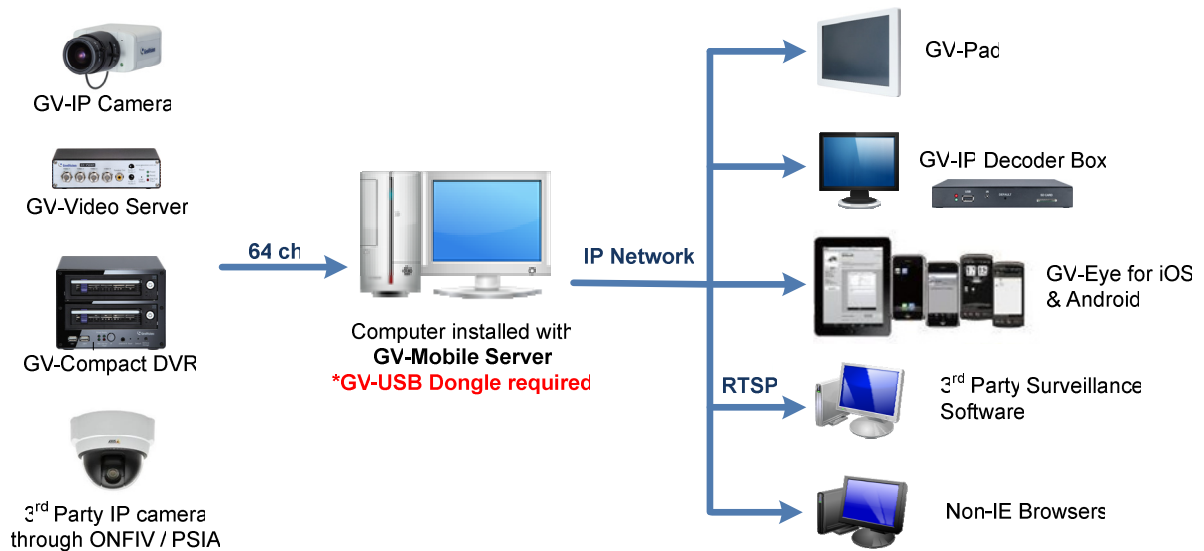 GV-IP Camera
GV-Video Server
GV-Compact DVR
3rd Party IP camera
through ONFIV / PSIA
64 ch
Computer installed with
GV-Mobile Server
*GV-USB Dongle required
IP Network
RTSP
GV-Pad
GV-IP Decoder Box
DEFAULT
GV-Eye for iOS
& Android
3rd Party Surveillance
Software
Non-IE Browsers